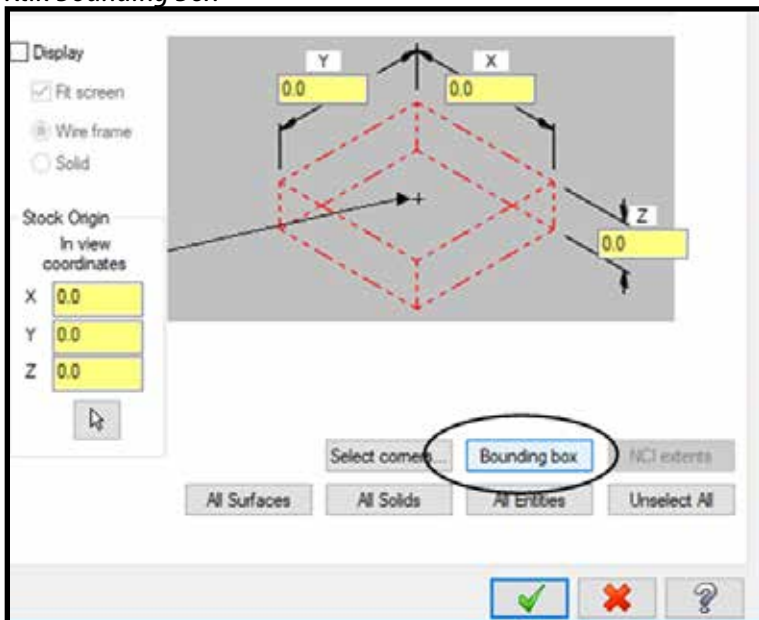 Display
Y
X
0.0
0.0
Fit screen
Wire frame
Solid
Stock Origin
In view
coordinates
Z
0.0
X 0.0
Y 0.0
Z 0.0
Select corners...
Bounding box
NCI extents
All Surfaces
All Solids
All Entities
Unselect All